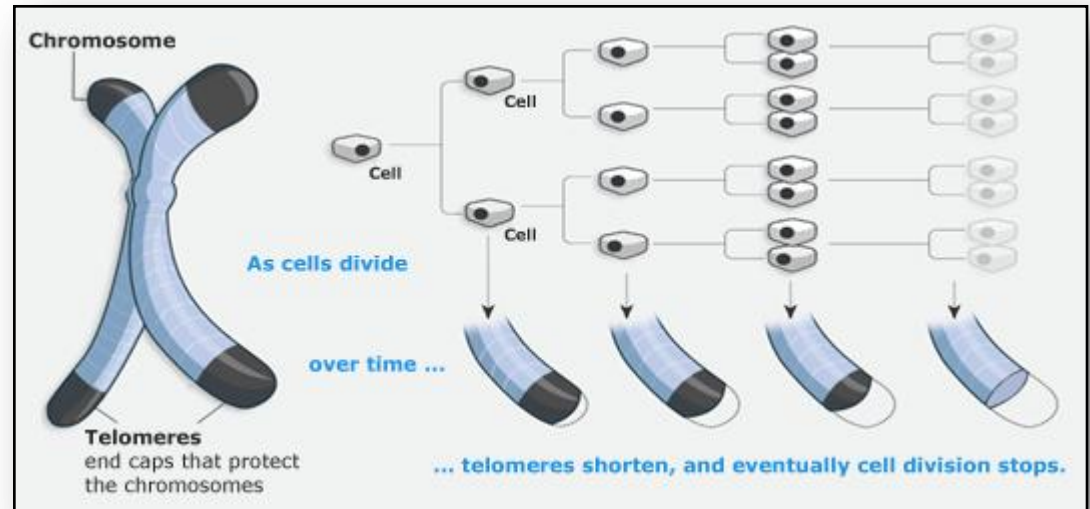 Chromosome
Cell
Cell
Cell
As cells divide
over time ...
Telomeres
end caps that protect
the chromosomes
... telomeres shorten, and eventually cell division stops.